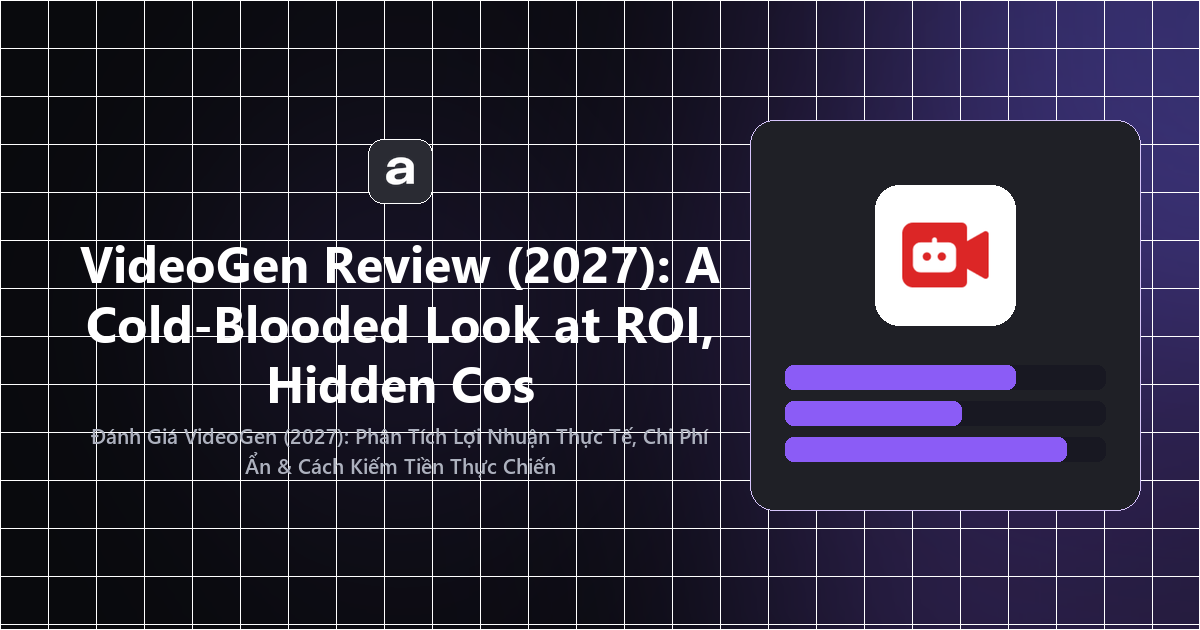 a
VideoGen Review (2027): A
Cold-Blooded Look at ROI,
Hidden Cos
Đánh Giá VideoGen (2027): Phân Tích Lợi Nhuận Thực Tế, Chi Phí
Ẩn & Cách Kiếm Tiền Thực Chiến